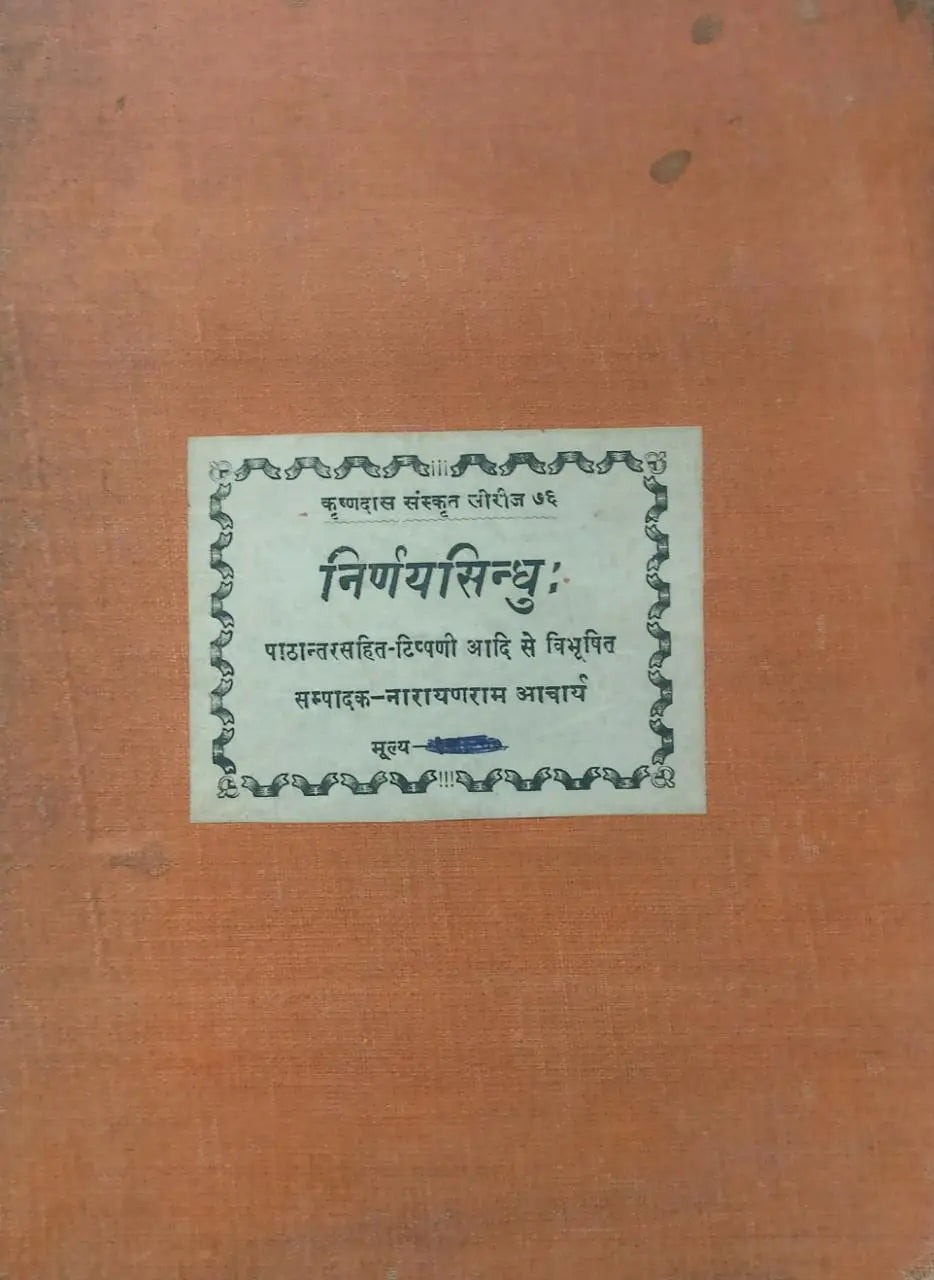 कृष्णदास संस्कृत सीरीज ७६
निर्णयसिन्धुः
पाठान्तरसहित-टिप्पणी आदि से विभूषित
सम्पादक–नारायणराम आचार्य
मूल्य–